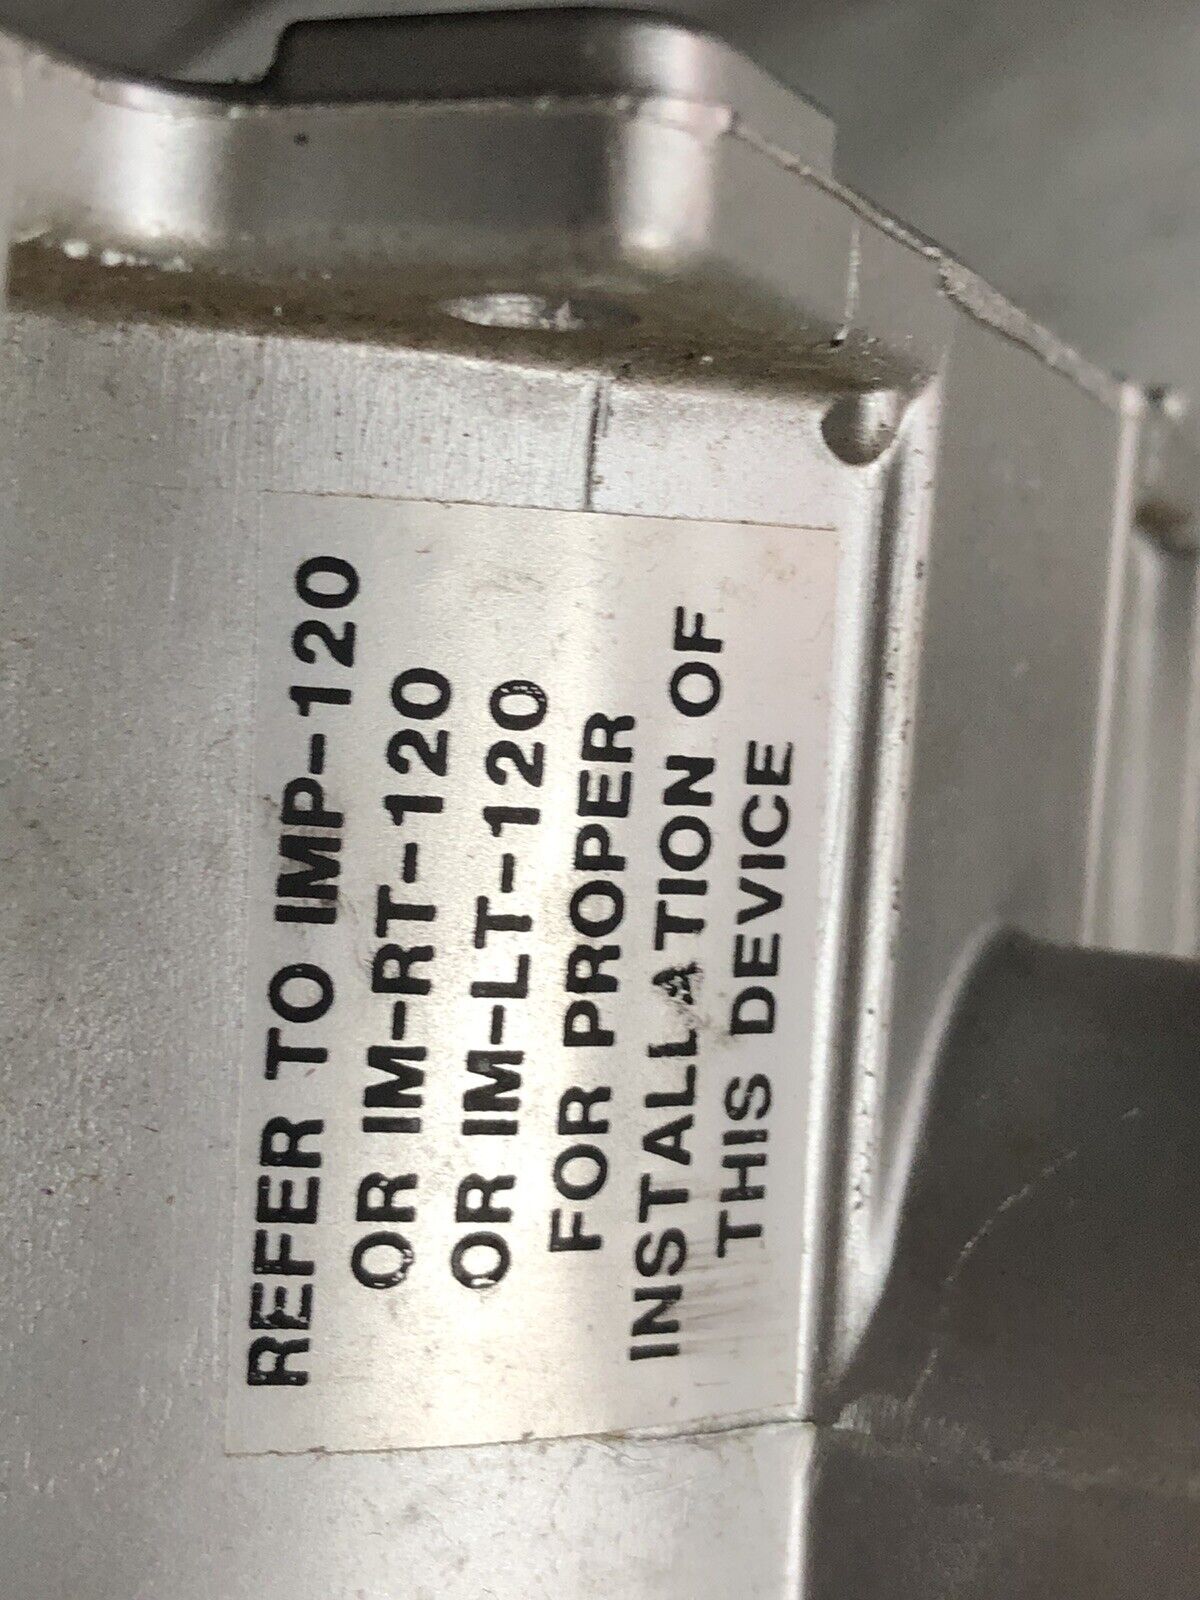 REFER TO IMP-120
OR IM-RT-120
OR IM-LT-120
FOR PROPER
INSTALLATION OF
THIS DEVICE